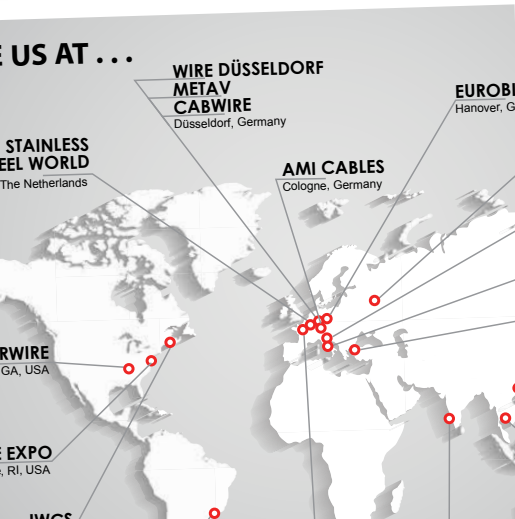 E US AT . . .
WIRE DÜSSELDORF
METAV
CABWIRE
Düsseldorf, Germany
EUROBL
Hanover, G
STAINLESS
EEL WORLD
The Netherlands
AMI CABLES
Cologne, Germany
RWIRE
GA, USA
E EXPO
e, RI, USA
IWCS